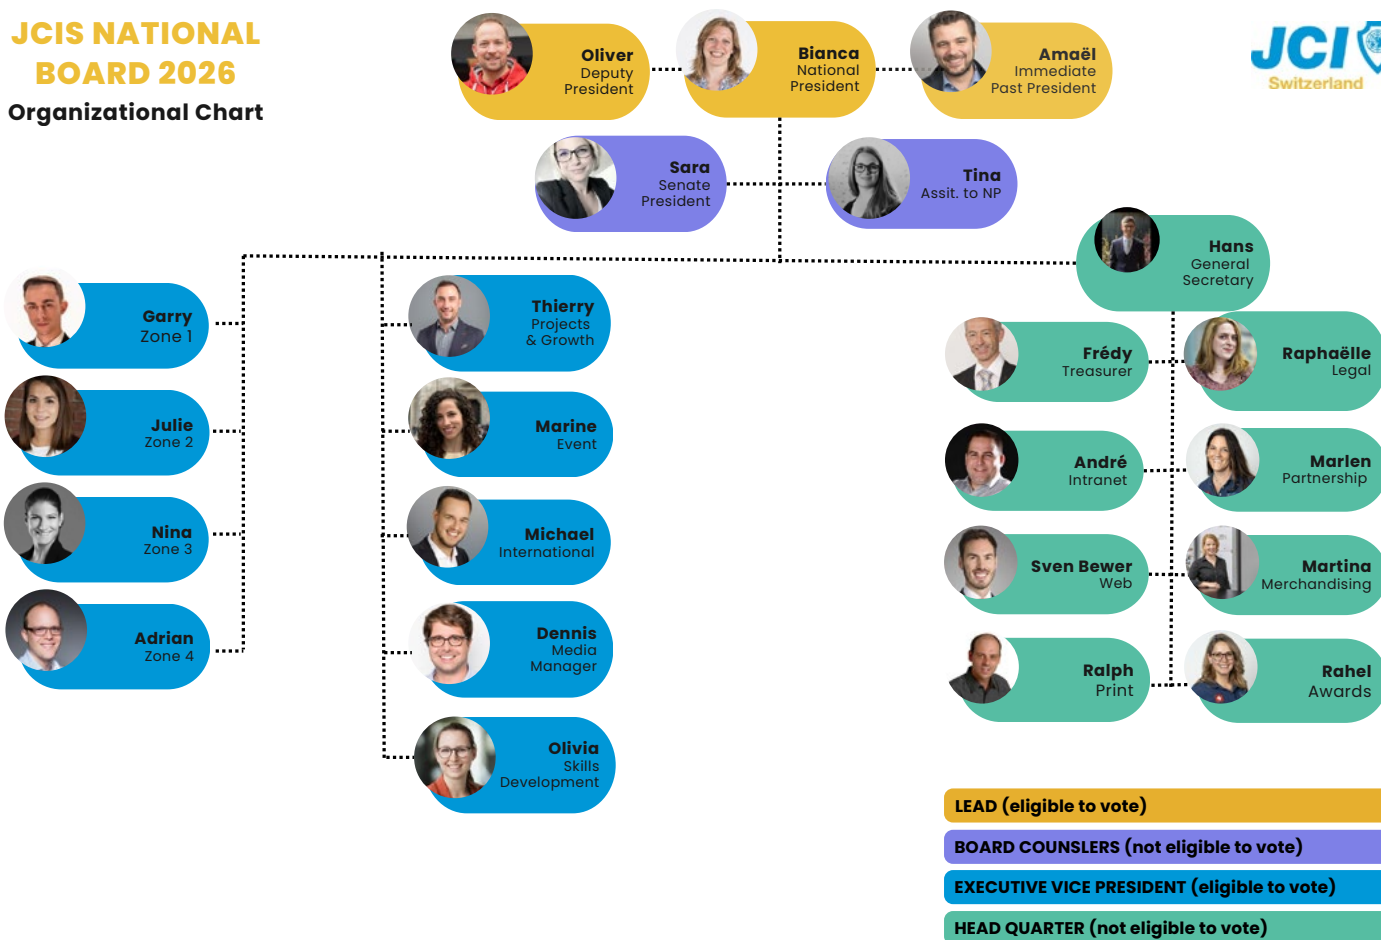 JCIS NATIONAL
BOARD 2026
Organizational Chart
Oliver
Deputy
President
Bianca
National
President
Amaël
Immediate
Past President
JCI
Switzerland
Sara
Senate
President
Tina
Assit. to NP
Hans
General
Secretary
Garry
Zone 1
Julie
Zone 2
Nina
Zone 3
Adrian
Zone 4
Thierry
Projects
& Growth
Marine
Event
Michael
International
Dennis
Media
Manager
Olivia
Skills
Development
Frédy
Treasurer
Raphaëlle
Legal
André
Intranet
Marlen
Partnership
Sven Bewer
Web
Martina
Merchandising
Ralph
Print
Rahel
Awards
LEAD (eligible to vote)
BOARD COUNSLERS (not eligible to vote)
EXECUTIVE VICE PRESIDENT (eligible to vote)
HEAD QUARTER (not eligible to vote)